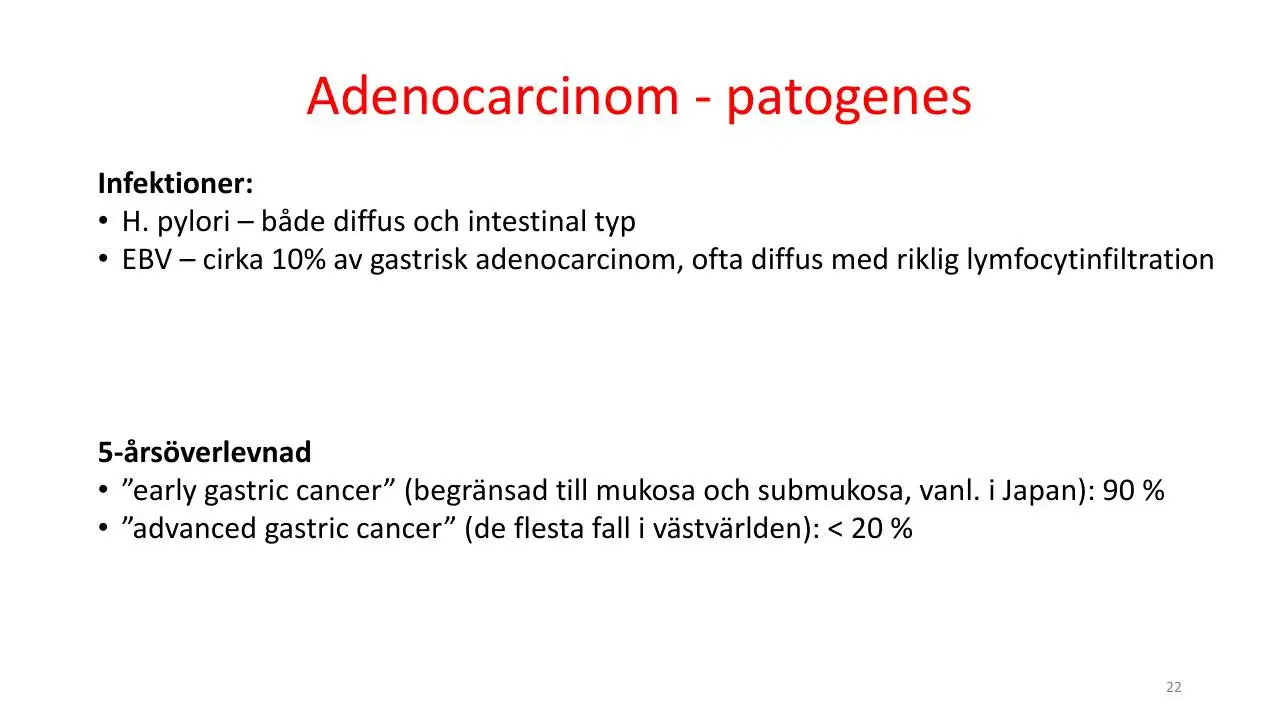 Adenocarcinom - patogenes
Infektioner:
• H. pylori – både diffus och intestinal typ
• EBV – cirka 10% av gastrisk adenocarcinom, ofta diffus med riklig lymfocytinfiltration
5-årsöverlevnad
• ”early gastric cancer” (begränsad till mukosa och submukosa, vanl. i Japan): 90 %
• ”advanced gastric cancer” (de flesta fall i västvärlden): < 20 %
22